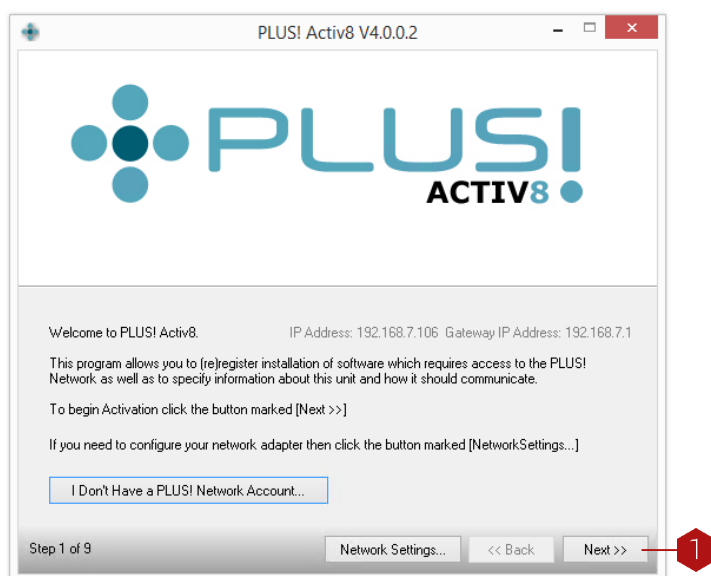 PLUS! Activ8 V4.0.0.2
PLUS!
ACTIV8
Welcome to PLUS! Activ8.
IP Address: 192.168.7.106 Gateway IP Address: 192.168.7.1
This program allows you to (re)register installation of software which requires access to the PLUS!
Network as well as to specify information about this unit and how it should communicate.
To begin Activation click the button marked [Next >>]
If you need to configure your network adapter then click the button marked [NetworkSettings...]
I Don't Have a PLUS! Network Account...
Step 1 of 9
Network Settings...
<< Back
Next >>
1